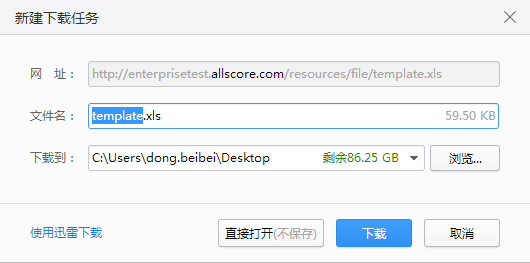 新建下载任务
网 址： http://enterprisetest.allscore.com/resources/file/template.xls
文件名： template.xls 59.50 KB
下载到： C:\Users\dong.beibei\Desktop 剩余86.25 GB 浏览...
使用迅雷下载 直接打开(不保存) 下载 取消